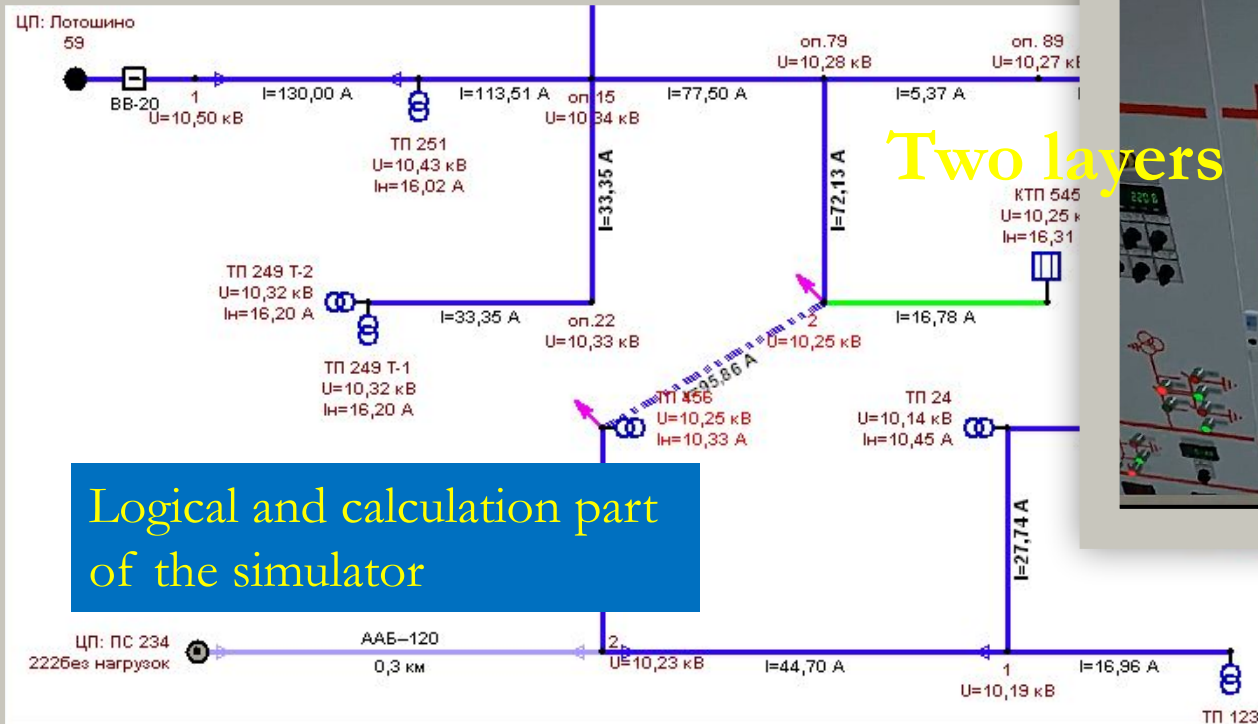 ЦП: Лотошино
59
ВВ-20
1
U=10,50 кВ
I=130,00 А
ТП 251
U=10,43 кВ
Iн=16,02 А
I=113,51 А
оп.15
U=10,34 кВ
I=77,50 А
оп.79
U=10,28 кВ
I=5,37 А
оп. 89
U=10,27 кВ
Two layers
I=33,35 А
I=72,13 А
КТП 545
U=10,25 к
Iн=16,31
ТП 249 Т-2
U=10,32 кВ
Iн=16,20 А
I=33,35 А
оп.22
U=10,33 кВ
ТП 249 Т-1
U=10,32 кВ
Iн=16,20 А
2
U=10,25 кВ
I=16,78 А
I=95,86 А
ТП 456
U=10,25 кВ
Iн=10,33 А
ТП 24
U=10,14 кВ
Iн=10,45 А
Logical and calculation part
of the simulator
I=27,74 А
ЦП: ПС 234
222без нагрузок
ААБ–120
0,3 км
2
U=10,23 кВ
I=44,70 А
1
U=10,19 кВ
I=16,96 А
ТП 123